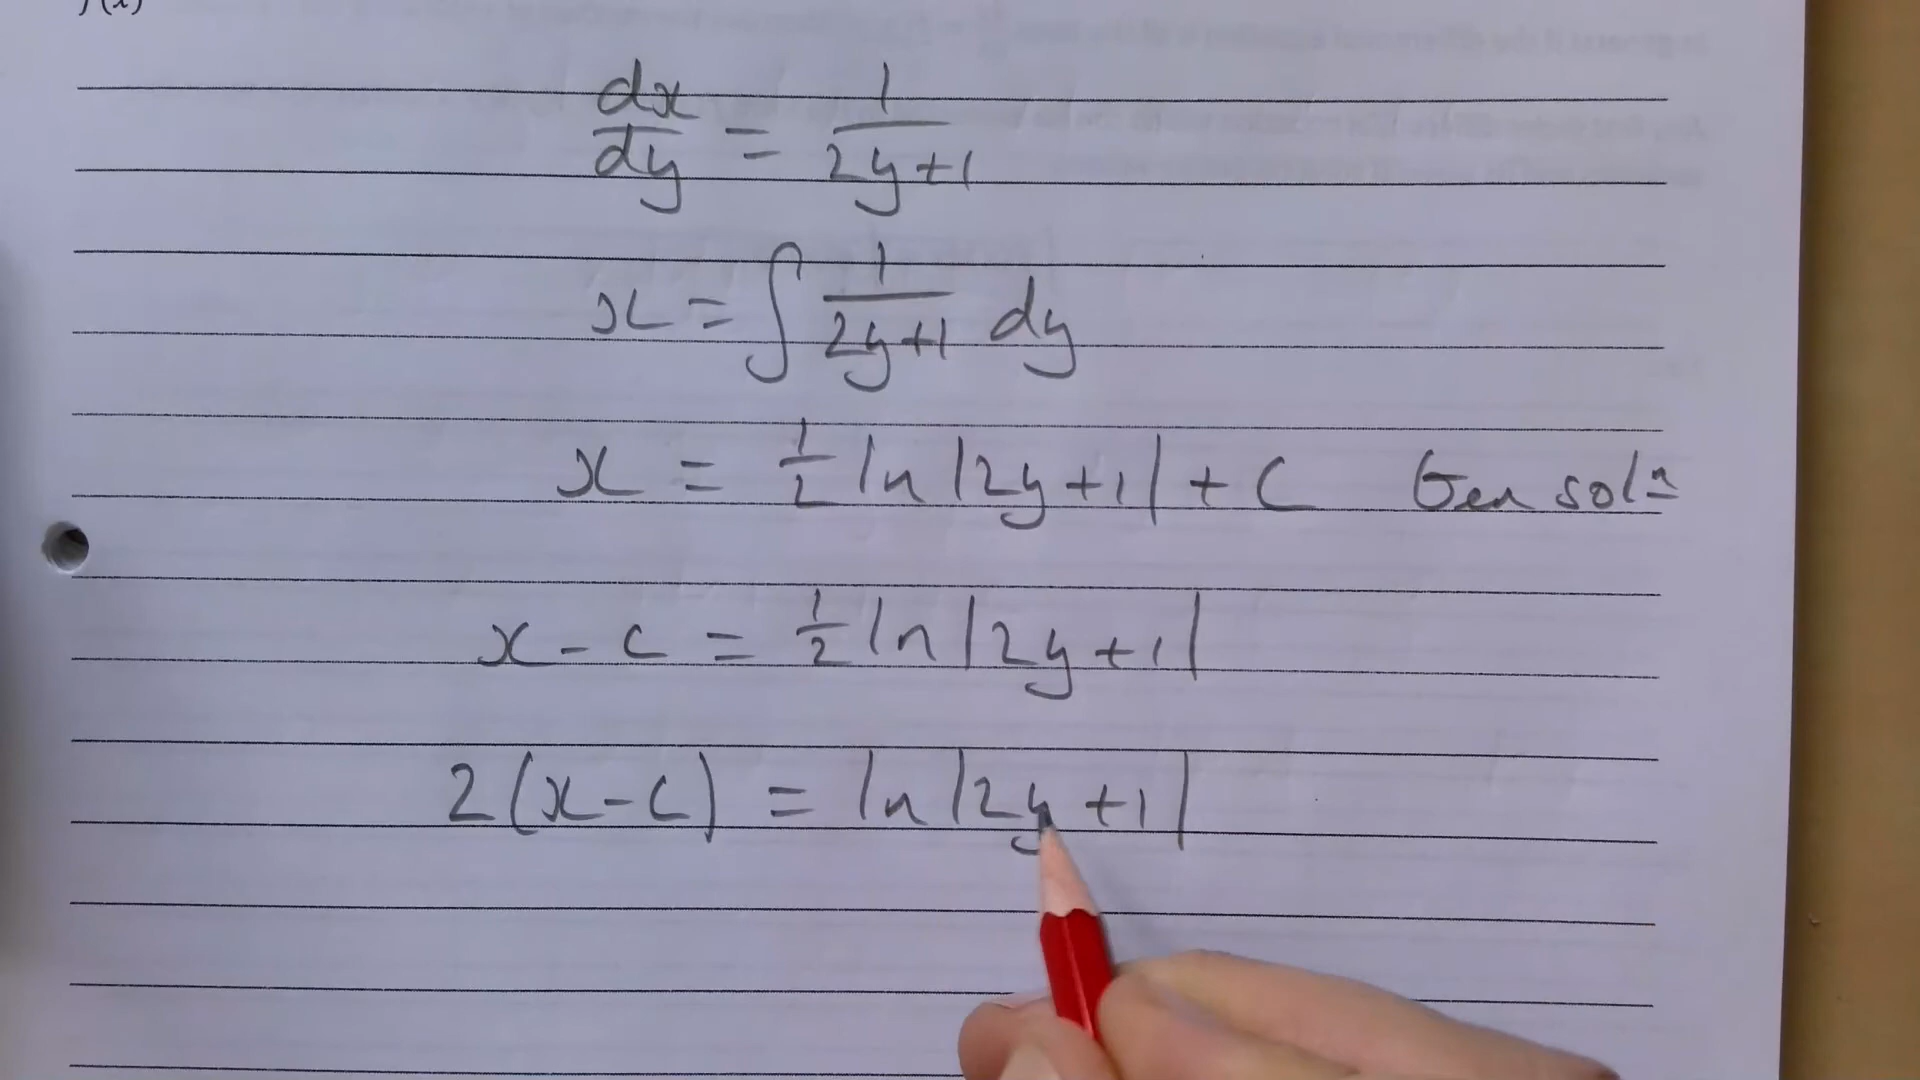 dx/dy = 1/(2y+1)
x = ∫ 1/(2y+1) dy
x = 1/2 ln |2y+1| + C Gen solⁿ
x - c = 1/2 ln |2y+1|
2(x-c) = ln |2y+1|